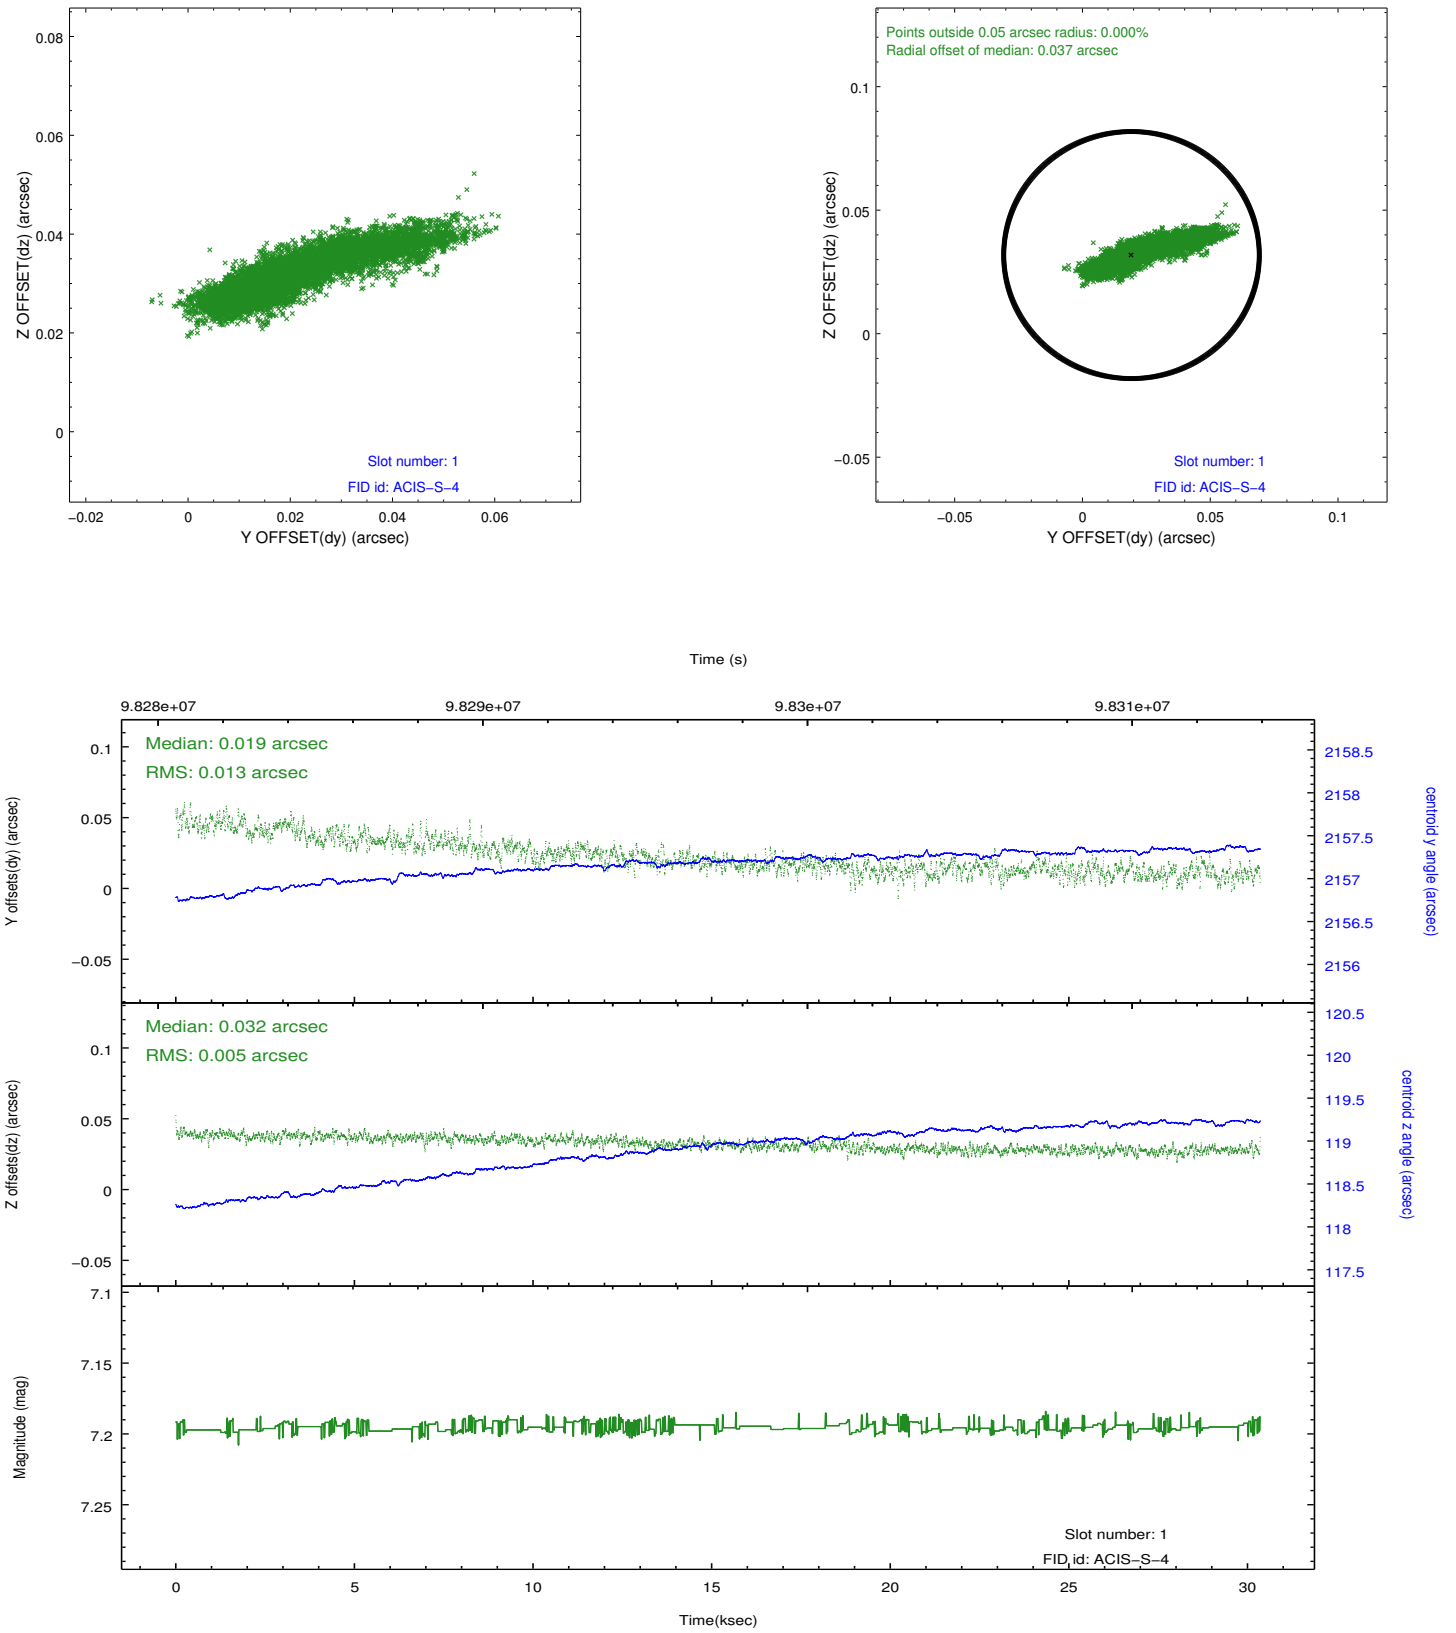 0.08
0.06
0.04
0.02
0
Z OFFSET(dz) (arcsec)
Slot number: 1
FID id: ACIS−S−4
−0.02 0 0.02 0.04 0.06
Y OFFSET(dy) (arcsec)
Points outside 0.05 arcsec radius: 0.000%
Radial offset of median: 0.037 arcsec
0.1
0.05
0
−0.05
Z OFFSET(dz) (arcsec)
Slot number: 1
FID id: ACIS−S−4
−0.05 0 0.05 0.1
Y OFFSET(dy) (arcsec)
Time (s)
9.828e+07 9.829e+07 9.83e+07 9.831e+07
Median: 0.019 arcsec
RMS: 0.013 arcsec
0.1
0.05
0
−0.05
Y offsets(dy) (arcsec)
2158.5
2158
2157.5
2157
2156.5
2156
centroid y angle (arcsec)
Median: 0.032 arcsec
RMS: 0.005 arcsec
0.1
0.05
0
−0.05
Z offsets(dz) (arcsec)
120.5
120
119.5
119
118.5
118
117.5
centroid z angle (arcsec)
7.1
7.15
7.2
7.25
Magnitude (mag)
Slot number: 1
FID id: ACIS−S−4
0 5 10 15 20 25 30
Time(ksec)